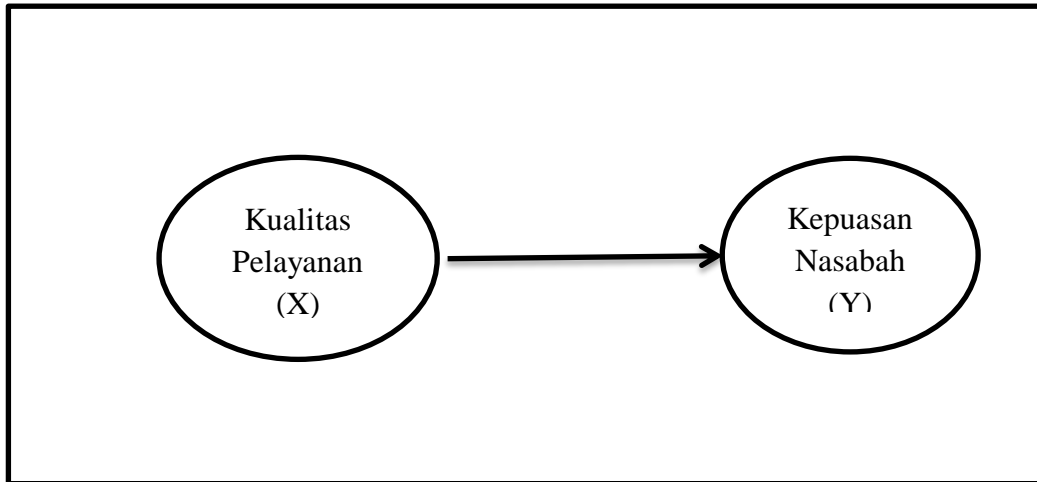 Kualitas
Pelayanan
(X)
Kepuasan
Nasabah
(Y)